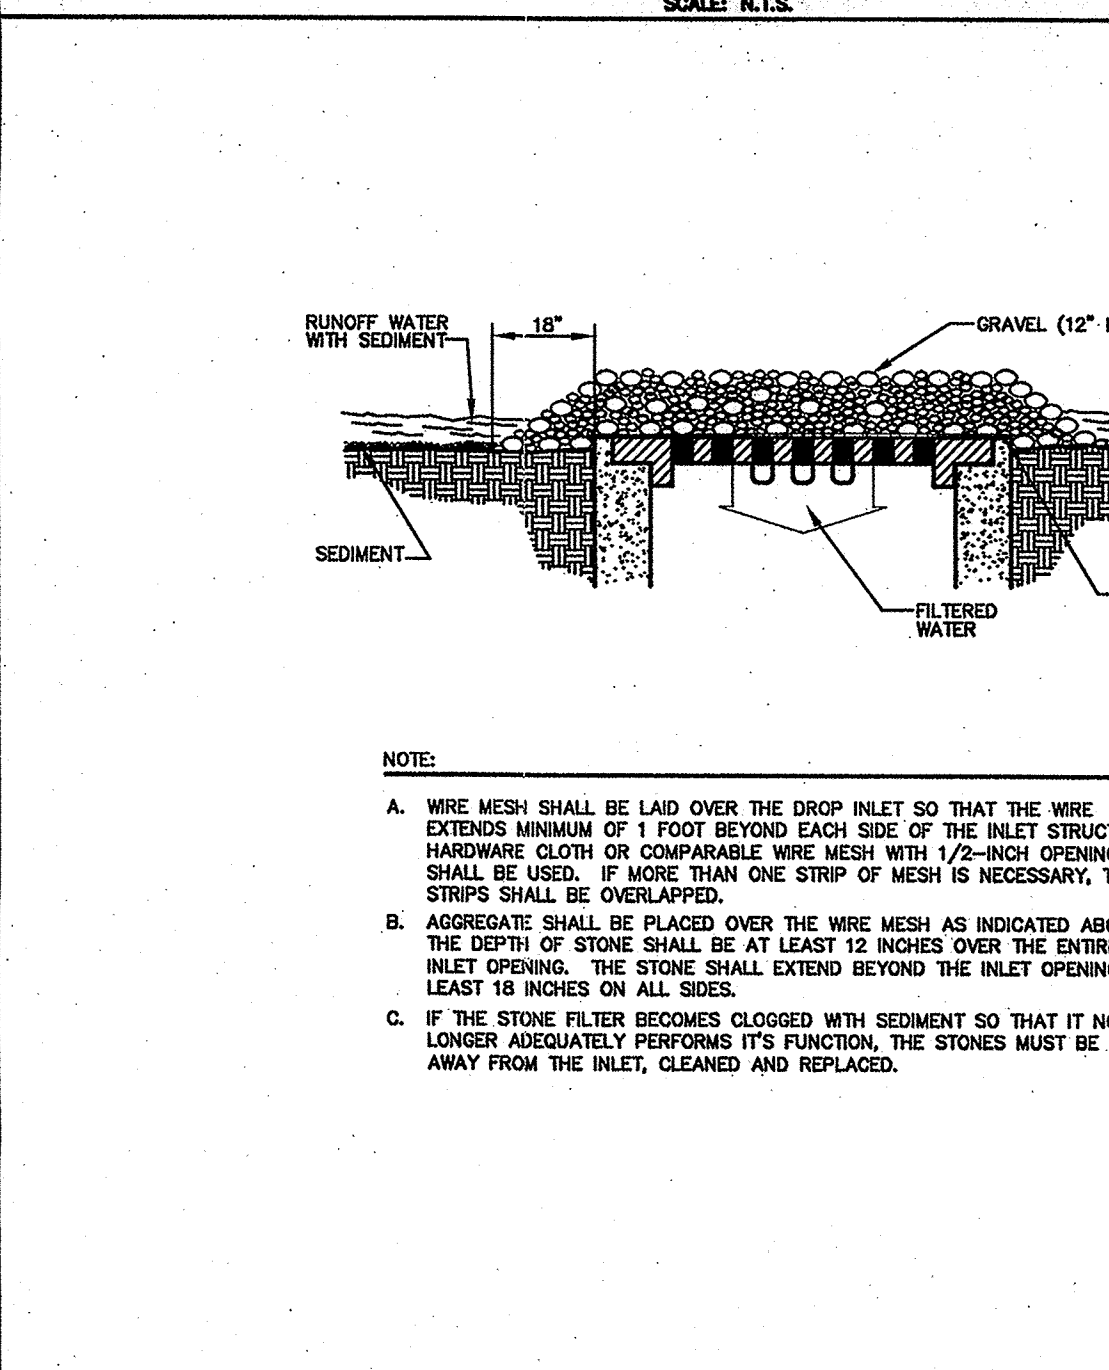 SCALE: N.T.S.
RUNOFF WATER
WITH SEDIMENT
18"
GRAVEL (12"
SEDIMENT
FILTERED
WATER
NOTE:
A. WIRE MESH SHALL BE LAID OVER THE DROP INLET SO THAT THE WIRE
EXTENDS MINIMUM OF 1 FOOT BEYOND EACH SIDE OF THE INLET STRUCT
HARDWARE CLOTH OR COMPARABLE WIRE MESH WITH 1/2-INCH OPENING
SHALL BE USED. IF MORE THAN ONE STRIP OF MESH IS NECESSARY, T
STRIPS SHALL BE OVERLAPPED.
B. AGGREGATE SHALL BE PLACED OVER THE WIRE MESH AS INDICATED ABO
THE DEPTH OF STONE SHALL BE AT LEAST 12 INCHES OVER THE ENTIRE
INLET OPENING. THE STONE SHALL EXTEND BEYOND THE INLET OPENING
LEAST 18 INCHES ON ALL SIDES.
C. IF THE STONE FILTER BECOMES CLOGGED WITH SEDIMENT SO THAT IT NO
LONGER ADEQUATELY PERFORMS IT'S FUNCTION, THE STONES MUST BE
AWAY FROM THE INLET, CLEANED AND REPLACED.